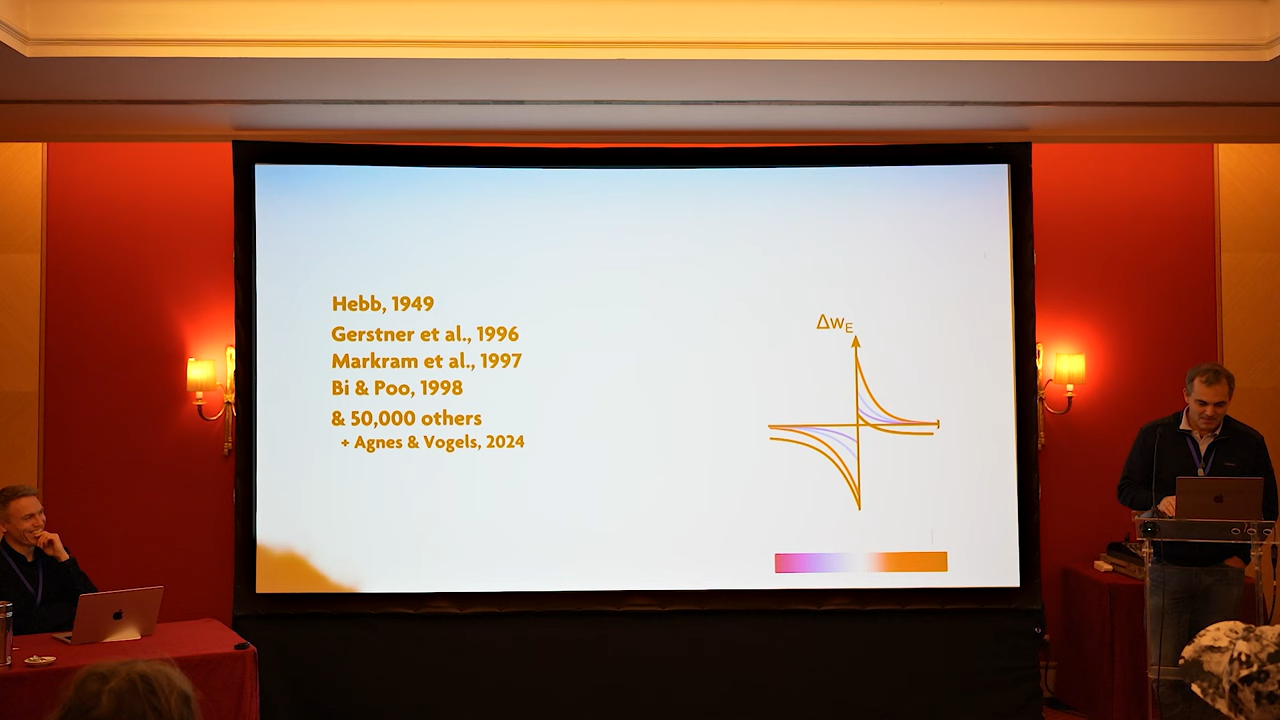 Hebb, 1949
Gerstner et al., 1996
Markram et al., 1997
Bi & Poo, 1998
& 50,000 others
+ Agnes & Vogels, 2024
Δw_E